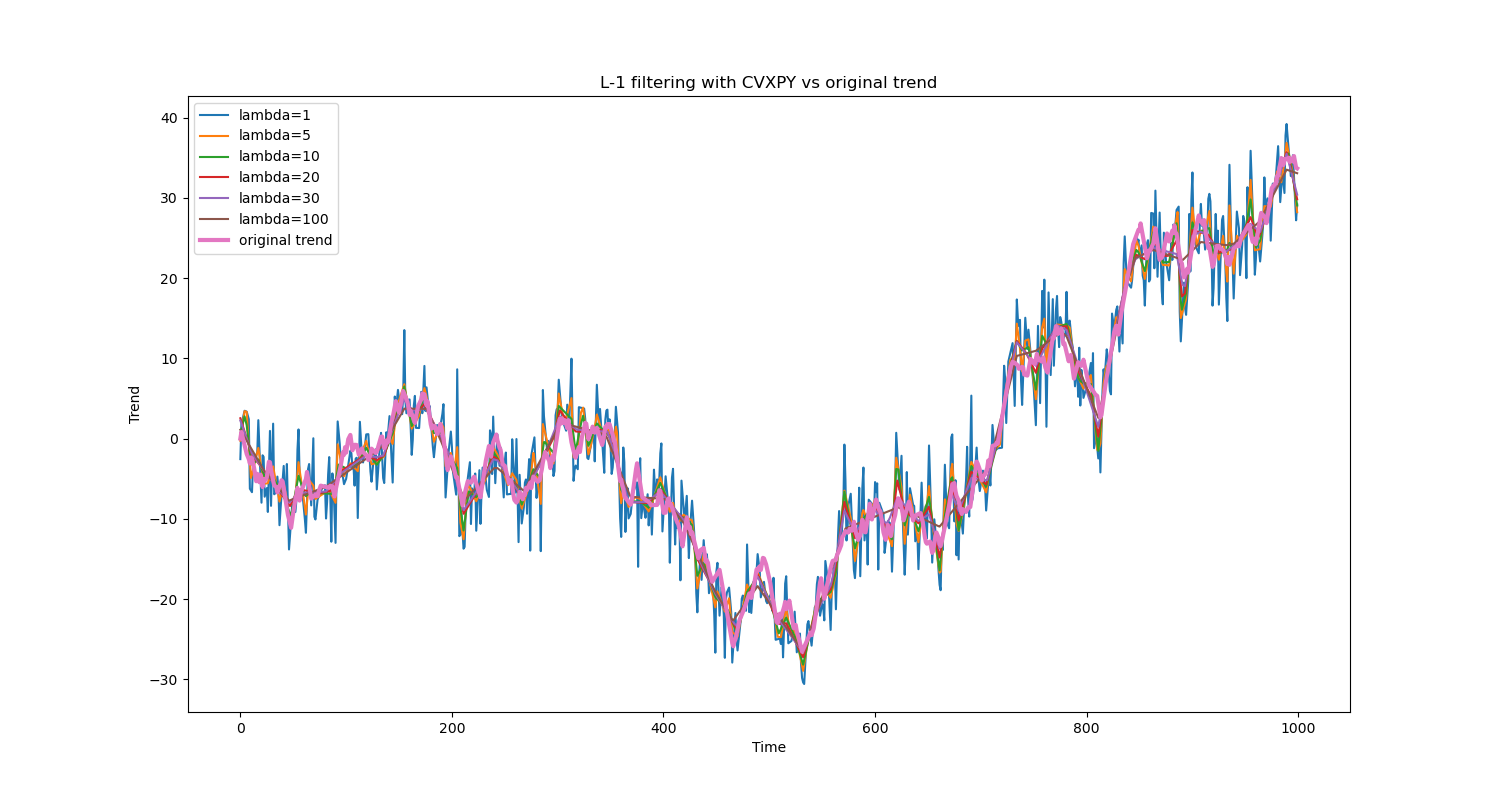 L-1 filtering with CVXPY vs original trend
lambda=1
lambda=5
lambda=10
lambda=20
lambda=30
lambda=100
original trend
40
30
20
10
0
−10
−20
−30
Trend
0
200
400
600
800
1000
Time